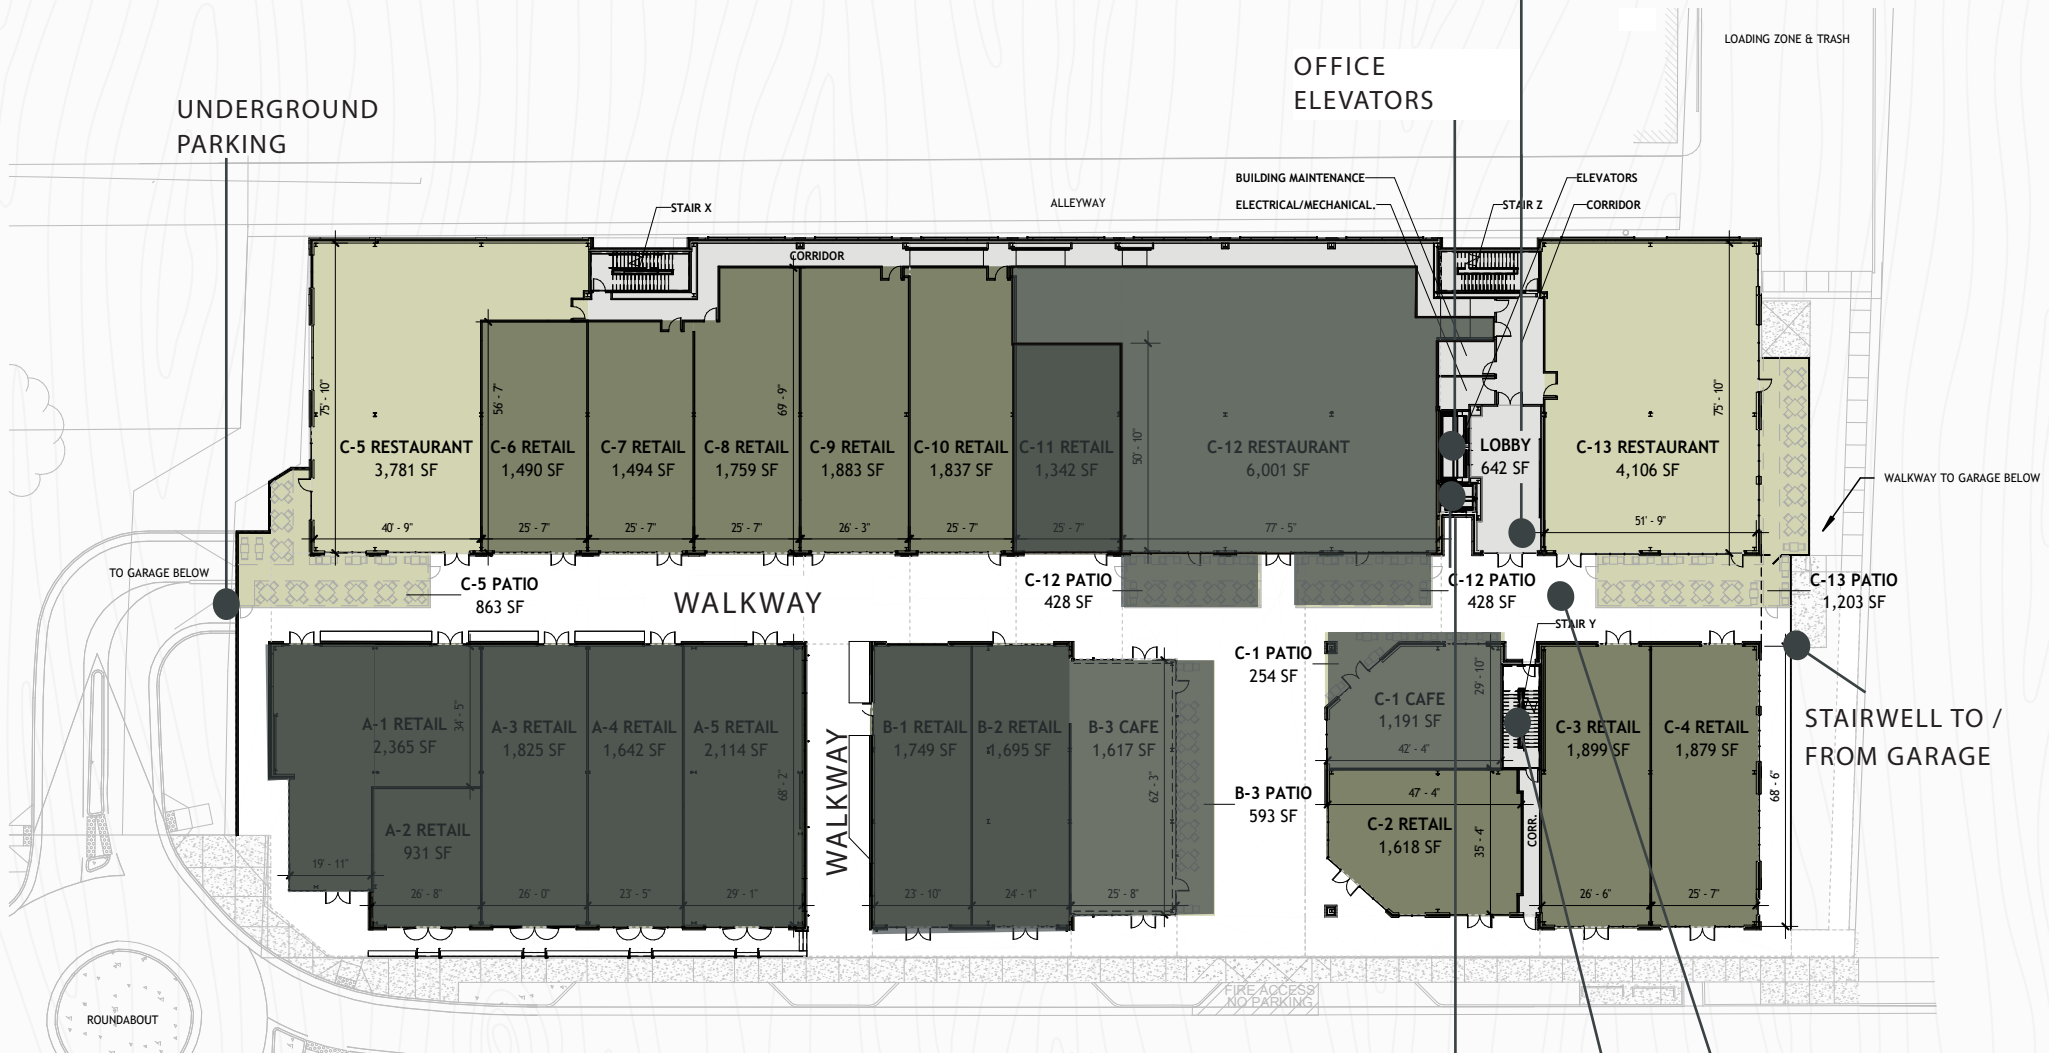 LOADING ZONE & TRASH
OFFICE
ELEVATORS
UNDERGROUND
PARKING
BUILDING MAINTENANCE
ELEVATORS
ELECTRICAL/MECHANICAL.
STAIR Z
CORRIDOR
STAIR X
ALLEYWAY
CORRIDOR
75' - 10"
56' - 7"
69' - 9"
50' - 10"
75' - 10"
C-5 RESTAURANT
3,781 SF
C-6 RETAIL
1,490 SF
C-7 RETAIL
1,494 SF
C-8 RETAIL
1,759 SF
C-9 RETAIL
1,883 SF
C-10 RETAIL
1,837 SF
C-11 RETAIL
1,342 SF
C-12 RESTAURANT
6,001 SF
LOBBY
642 SF
C-13 RESTAURANT
4,106 SF
WALKWAY TO GARAGE BELOW
40' - 9"
25' - 7"
25' - 7"
25' - 7"
26' - 3"
25' - 7"
25' - 7"
77' - 5"
51' - 9"
TO GARAGE BELOW
C-5 PATIO
863 SF
WALKWAY
C-12 PATIO
428 SF
C-12 PATIO
428 SF
C-13 PATIO
1,203 SF
STAIR Y
C-1 PATIO
254 SF
29' - 10"
34' - 5"
A-1 RETAIL
2,365 SF
A-3 RETAIL
1,825 SF
A-4 RETAIL
1,642 SF
A-5 RETAIL
2,114 SF
68' - 2"
WALKWAY
B-1 RETAIL
1,749 SF
B-2 RETAIL
1,695 SF
B-3 CAFE
1,617 SF
62' - 3"
C-1 CAFE
1,191 SF
42' - 4"
C-3 RETAIL
1,899 SF
C-4 RETAIL
1,879 SF
STAIRWELL TO /
FROM GARAGE
68' - 6"
B-3 PATIO
593 SF
47' - 4"
C-2 RETAIL
1,618 SF
35' - 4"
CORR.
A-2 RETAIL
931 SF
19' - 11"
26' - 8"
26' - 0"
23' - 5"
29' - 1"
23' - 10"
24' - 1"
25' - 8"
26' - 6"
25' - 7"
FIRE ACCESS
NO PARKING
ROUNDABOUT